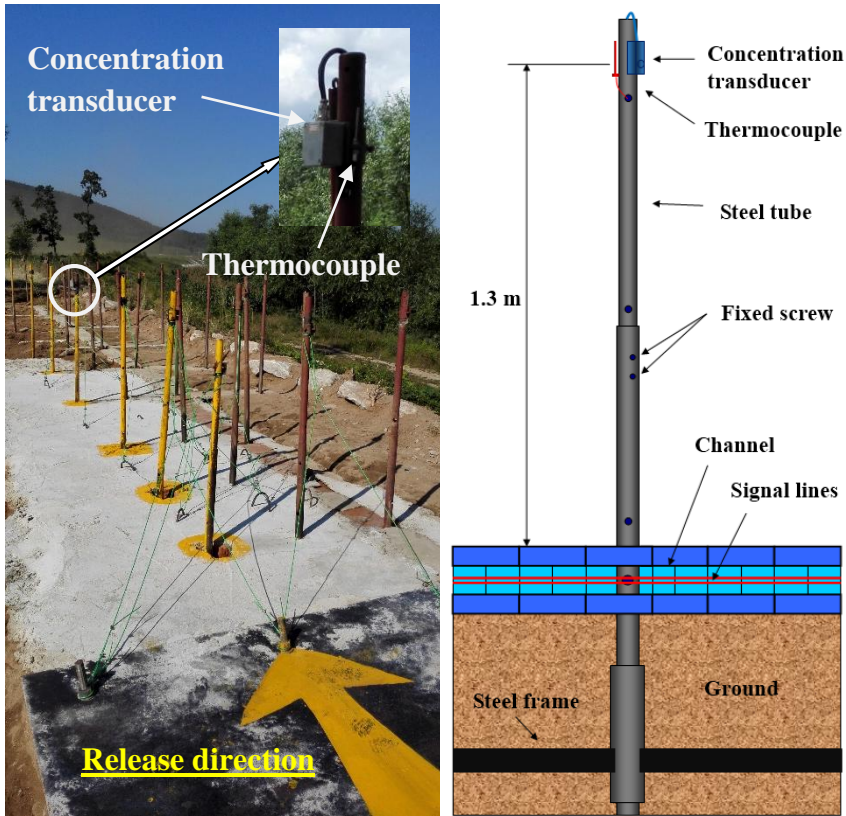 Concentration
transducer
Thermocouple
Release direction
Concentration
transducer
Thermocouple
Steel tube
1.3 m
Fixed screw
Channel
Signal lines
Steel frame
Ground